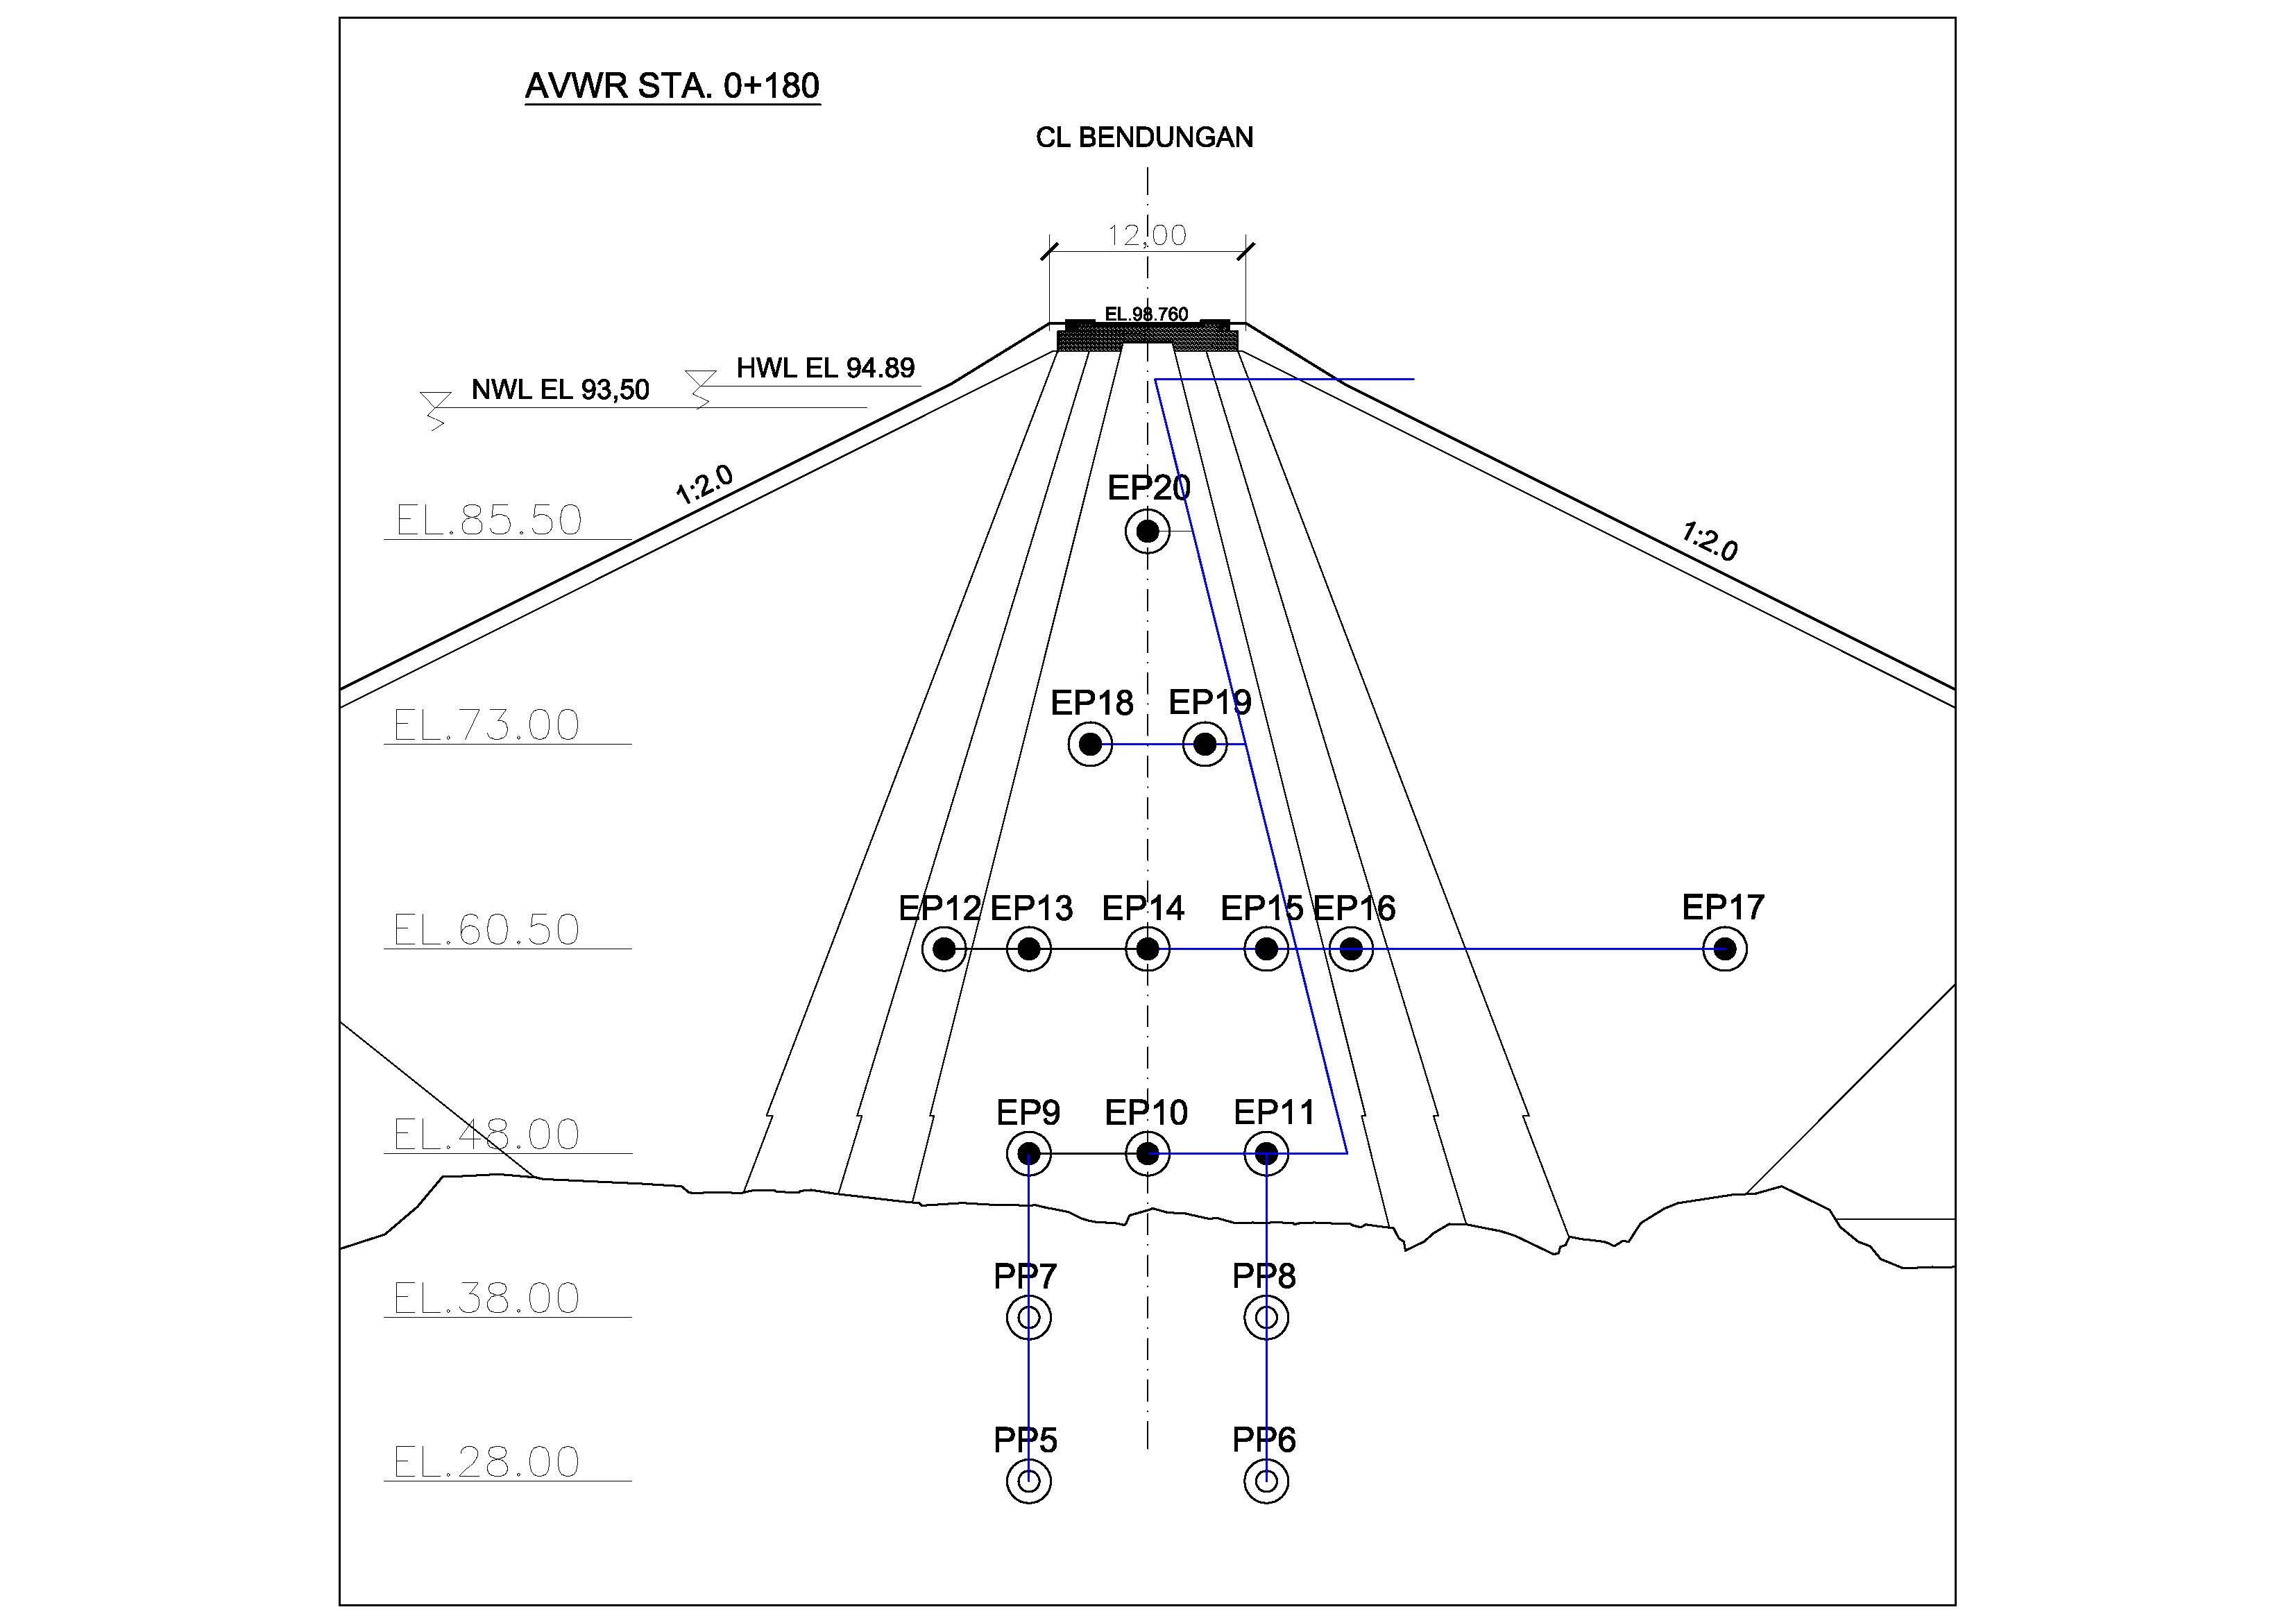 AVWR STA. 0+180
CL BENDUNGAN
12,00
EL.98.760
HWL EL 94.89
NWL EL 93,50
1:2.0
EL.85.50
EP20
1:2.0
EP18 EP19
EL.73.00
EP12 EP13 EP14 EP15 EP16 EP17
EL.60.50
EP9 EP10 EP11
EL.48.00
PP7 PP8
EL.38.00
PP5 PP6
EL.28.00